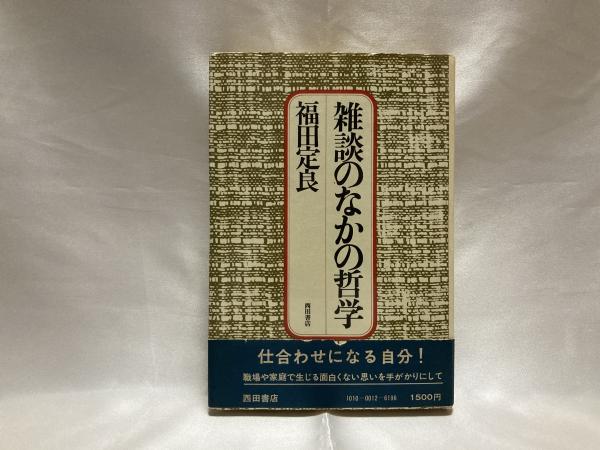 雑談のなかの哲学
福田定良
西田書店
仕合わせになる自分！
職場や家庭で生じる面白くない思いを手がかりにして
西田書店
1010-0012-6196
1500円